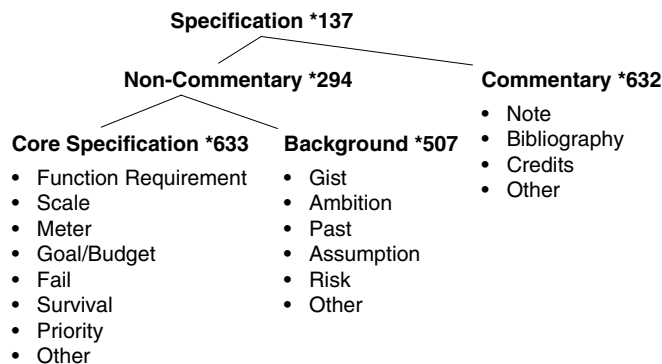 Specification *137
Non-Commentary *294
Commentary *632
• Note
• Bibliography
• Credits
• Other
Core Specification *633
• Function Requirement
• Scale
• Meter
• Goal/Budget
• Fail
• Survival
• Priority
• Other
Background *507
• Gist
• Ambition
• Past
• Assumption
• Risk
• Other